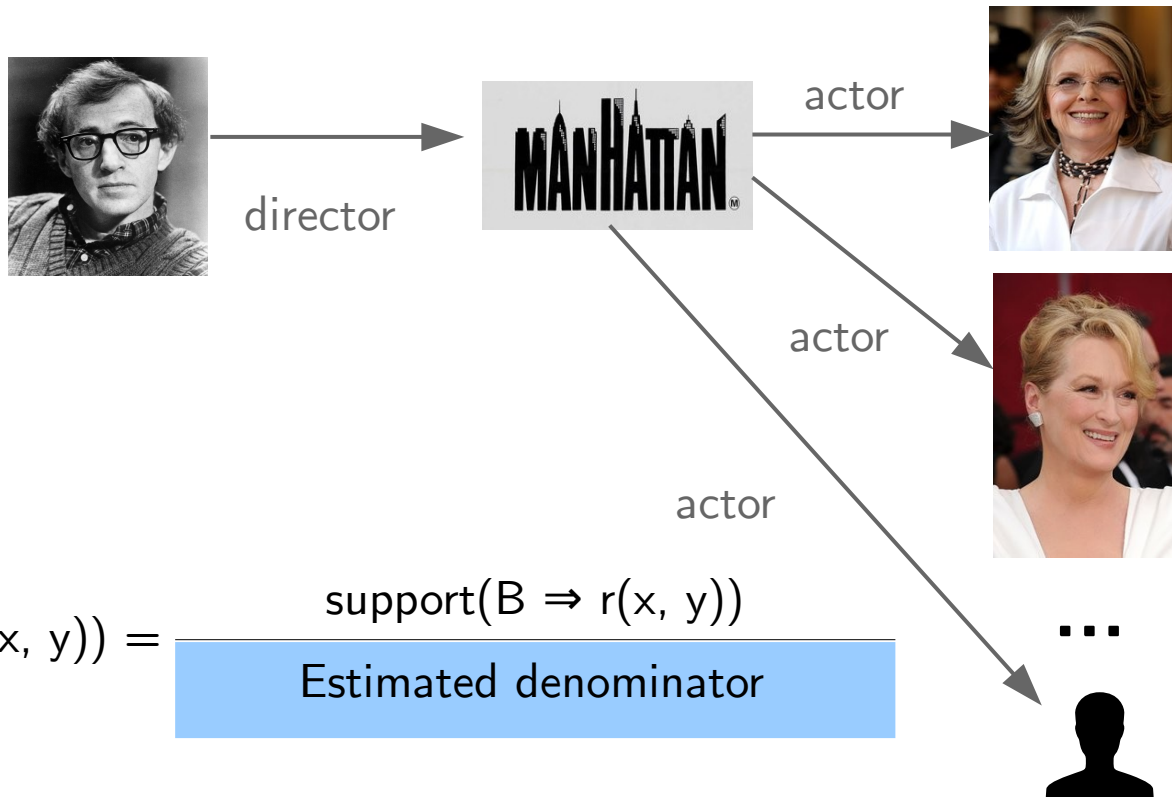 actor
director
MANHATTAN
actor
actor
support(B ⇒ r(x, y))
x, y)) =
Estimated denominator
...